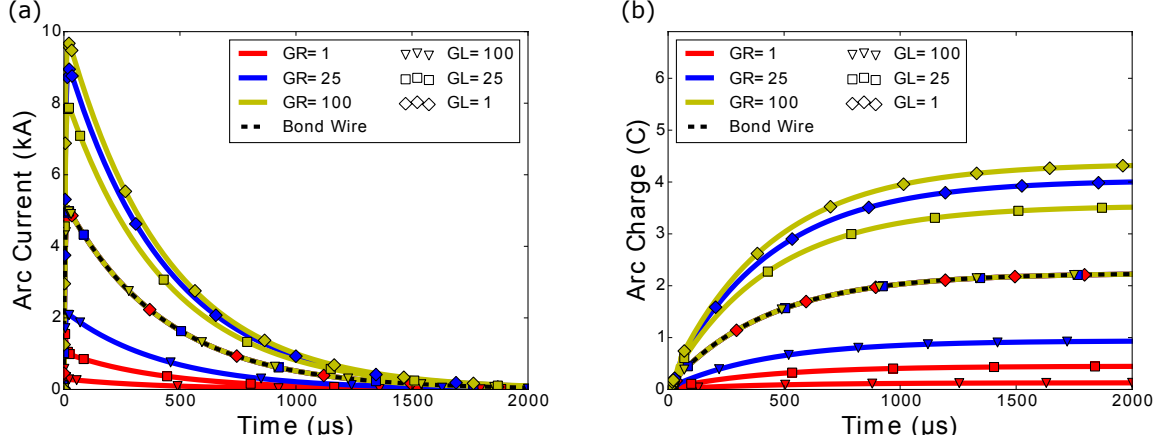 (a)
10
8
6
4
2
0
Arc Current (kA)
GR= 1
GL= 100
GR= 25
GL= 25
GR= 100
GL= 1
Bond Wire
0
500
1000
1500
2000
Time (μs)
(b)
6
5
4
3
2
1
0
Arc Charge (C)
GR= 1
GL= 100
GR= 25
GL= 25
GR= 100
GL= 1
Bond Wire
0
500
1000
1500
2000
Time (μs)